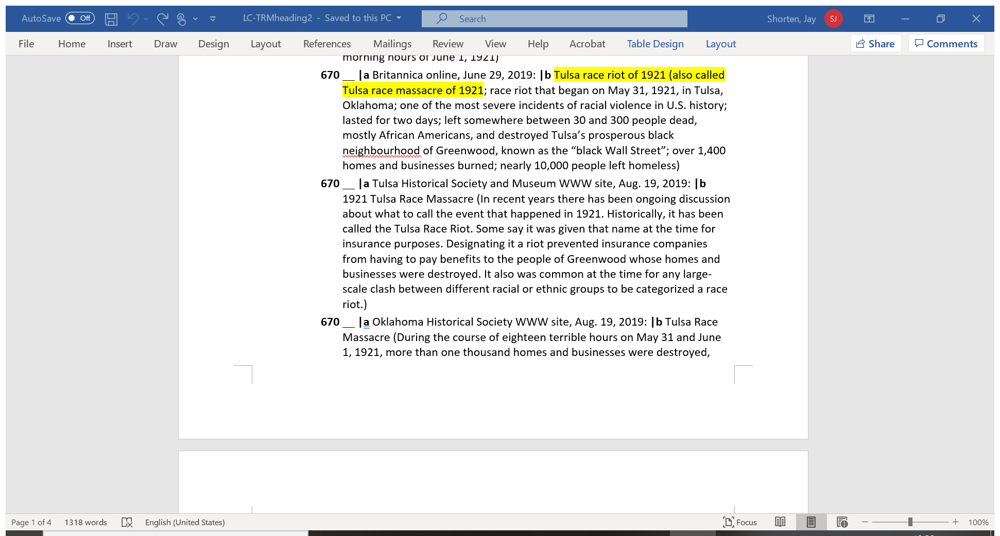 AutoSave Off LC-TRMheading2 - Saved to this PC Search Shorten, Jay SJ
File Home Insert Draw Design Layout References Mailings Review View Help Acrobat Table Design Layout Share Comments
morning hours of June 1, 1921)
670 __ |a Britannica online, June 29, 2019: |b Tulsa race riot of 1921 (also called
Tulsa race massacre of 1921; race riot that began on May 31, 1921, in Tulsa,
Oklahoma; one of the most severe incidents of racial violence in U.S. history;
lasted for two days; left somewhere between 30 and 300 people dead,
mostly African Americans, and destroyed Tulsa’s prosperous black
neighbourhood of Greenwood, known as the “black Wall Street”; over 1,400
homes and businesses burned; nearly 10,000 people left homeless)
670 __ |a Tulsa Historical Society and Museum WWW site, Aug. 19, 2019: |b
1921 Tulsa Race Massacre (In recent years there has been ongoing discussion
about what to call the event that happened in 1921. Historically, it has been
called the Tulsa Race Riot. Some say it was given that name at the time for
insurance purposes. Designating it a riot prevented insurance companies
from having to pay benefits to the people of Greenwood whose homes and
businesses were destroyed. It also was common at the time for any large-
scale clash between different racial or ethnic groups to be categorized a race
riot.)
670 __ |a Oklahoma Historical Society WWW site, Aug. 19, 2019: |b Tulsa Race
Massacre (During the course of eighteen terrible hours on May 31 and June
1, 1921, more than one thousand homes and businesses were destroyed,
Page 1 of 4 1318 words English (United States) Focus 100%